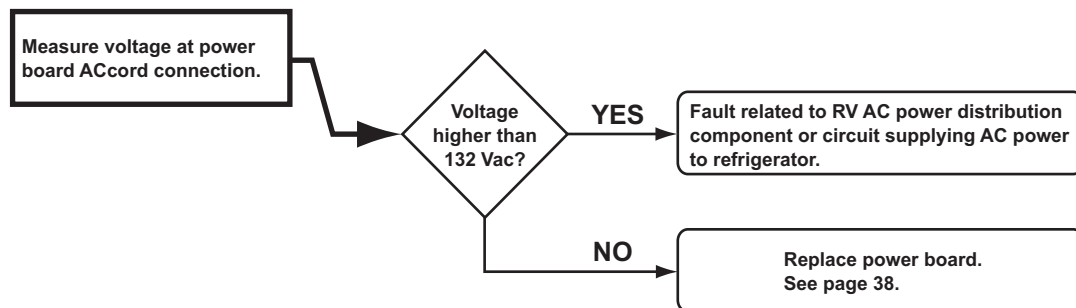 Measure voltage at power
board ACcord connection.
Voltage
higher than
132 Vac?
YES
Fault related to RV AC power distribution
component or circuit supplying AC power
to refrigerator.
NO
Replace power board.
See page 38.